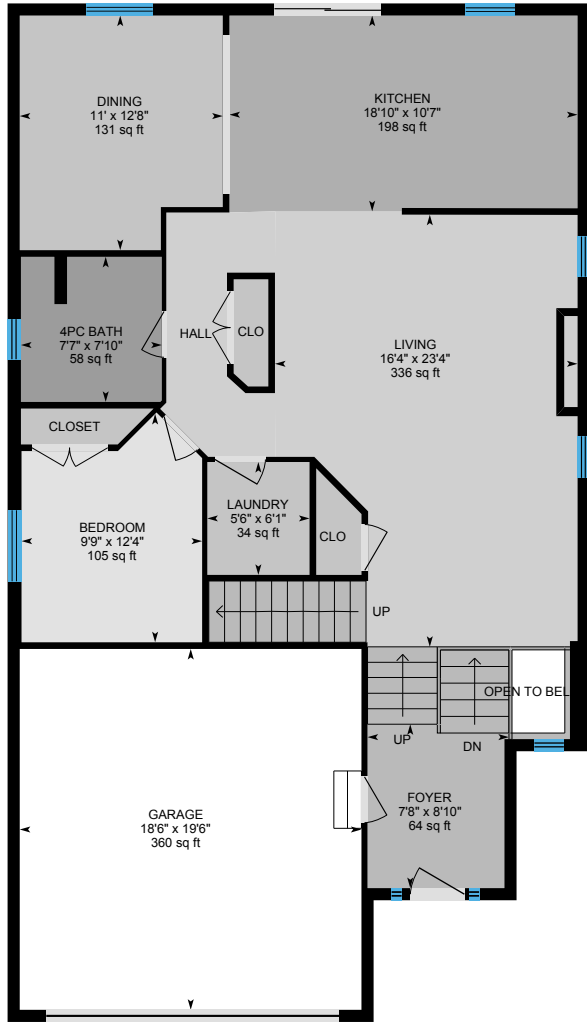 DINING
11' x 12'8"
131 sq ft
KITCHEN
18'10" x 10'7"
198 sq ft
4PC BATH
7'7" x 7'10"
58 sq ft
HALL
CLO
LIVING
16'4" x 23'4"
336 sq ft
CLOSET
BEDROOM
9'9" x 12'4"
105 sq ft
LAUNDRY
5'6" x 6'1"
34 sq ft
CLO
UP
OPEN TO BEL
UP
DN
GARAGE
18'6" x 19'6"
360 sq ft
FOYER
7'8" x 8'10"
64 sq ft